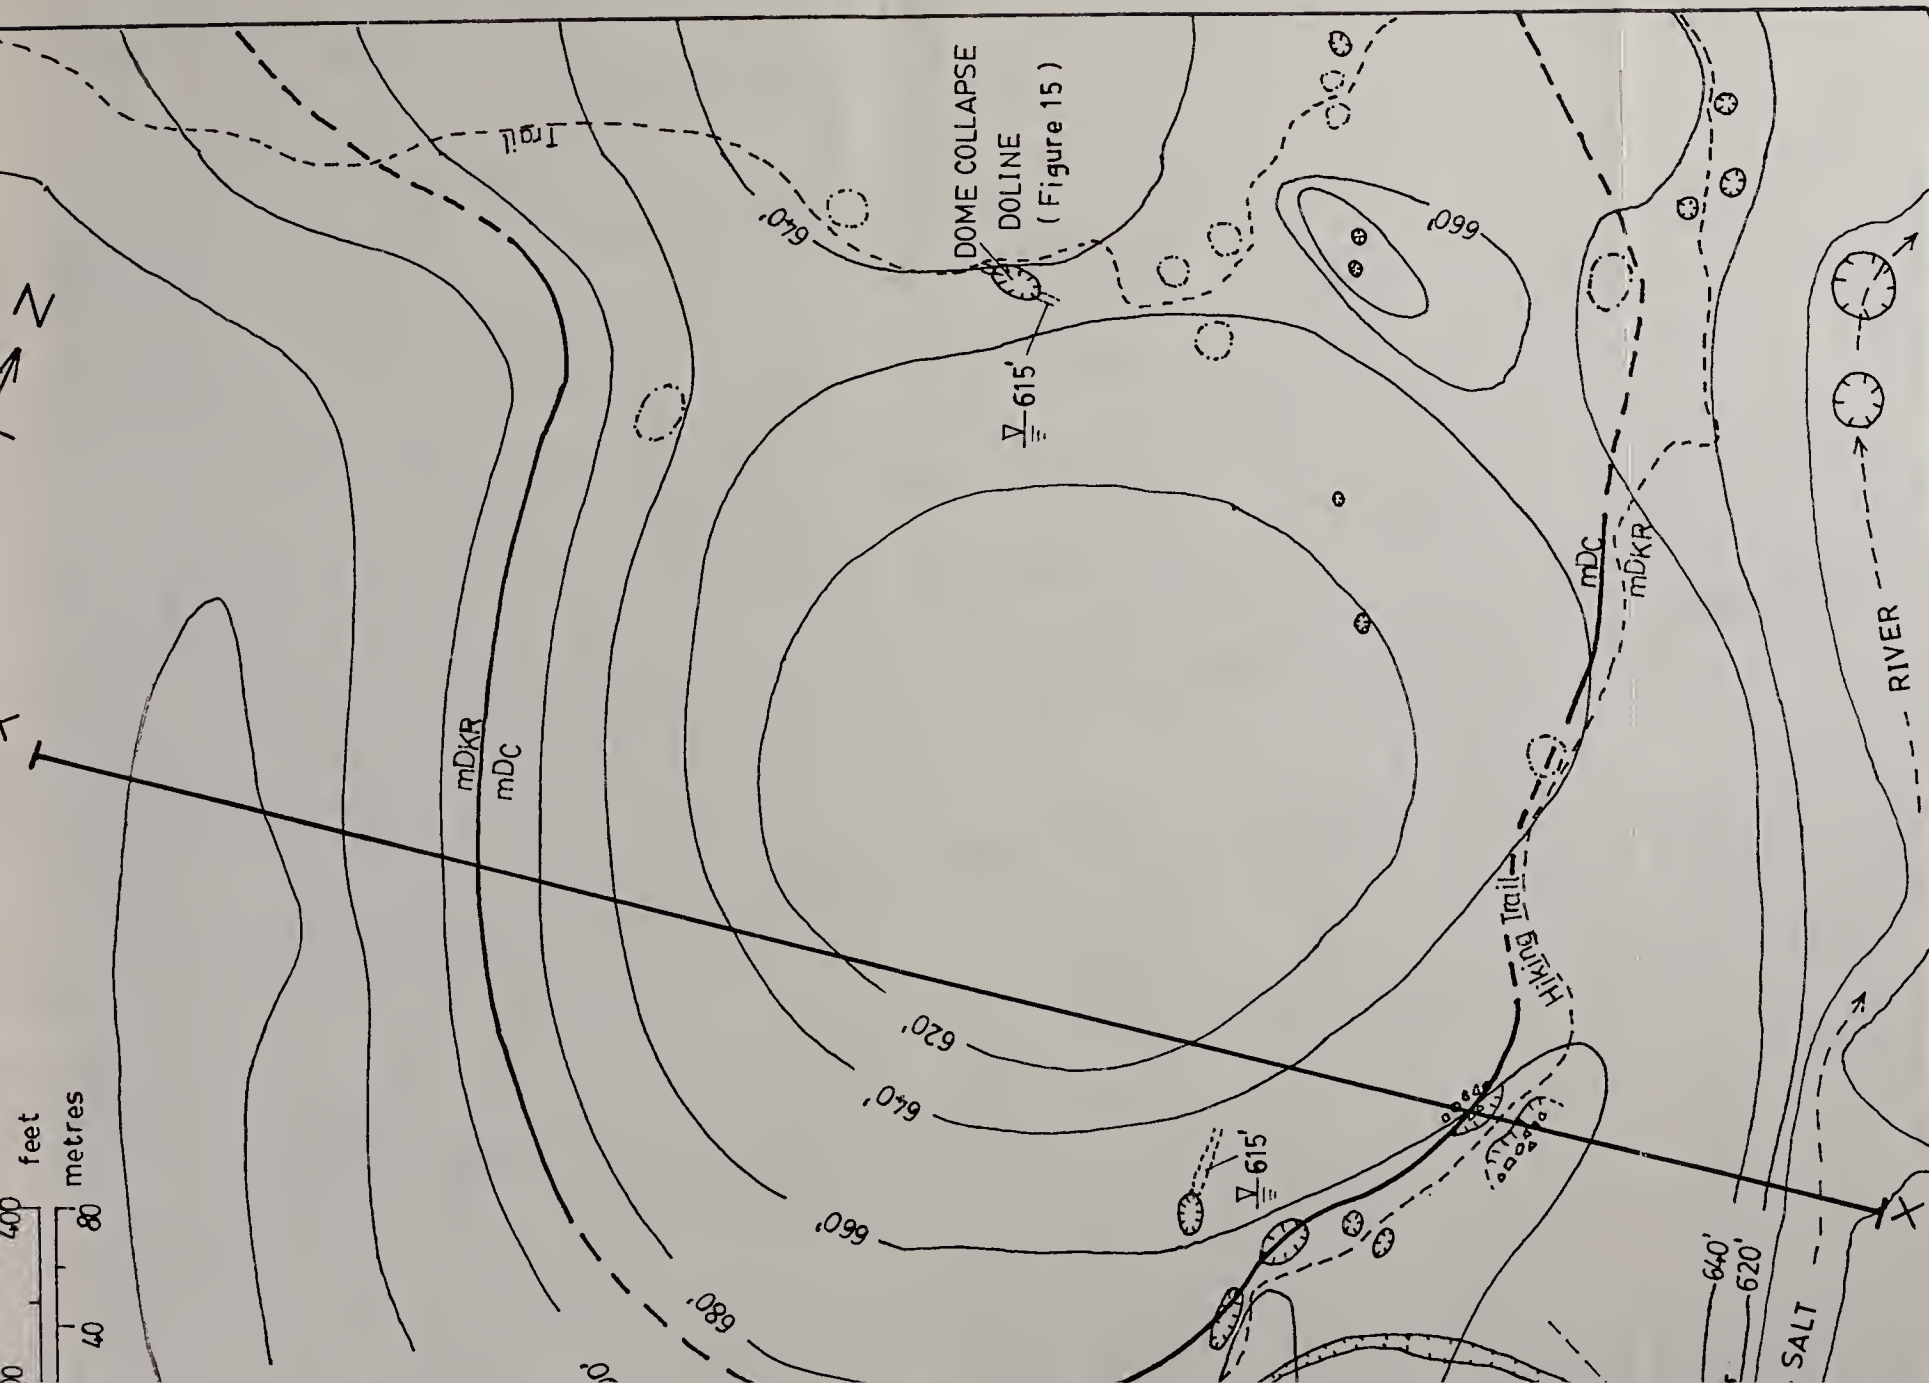 N
Trail
640'
DOME COLLAPSE
DOLINE
(Figure 15)
660'
615'
mDKR
mDC
mDC
mDKR
RIVER
Hiking Trail
620'
640'
615'
660'
680'
feet
400
metres
80
40
X
640'
620'
SALT